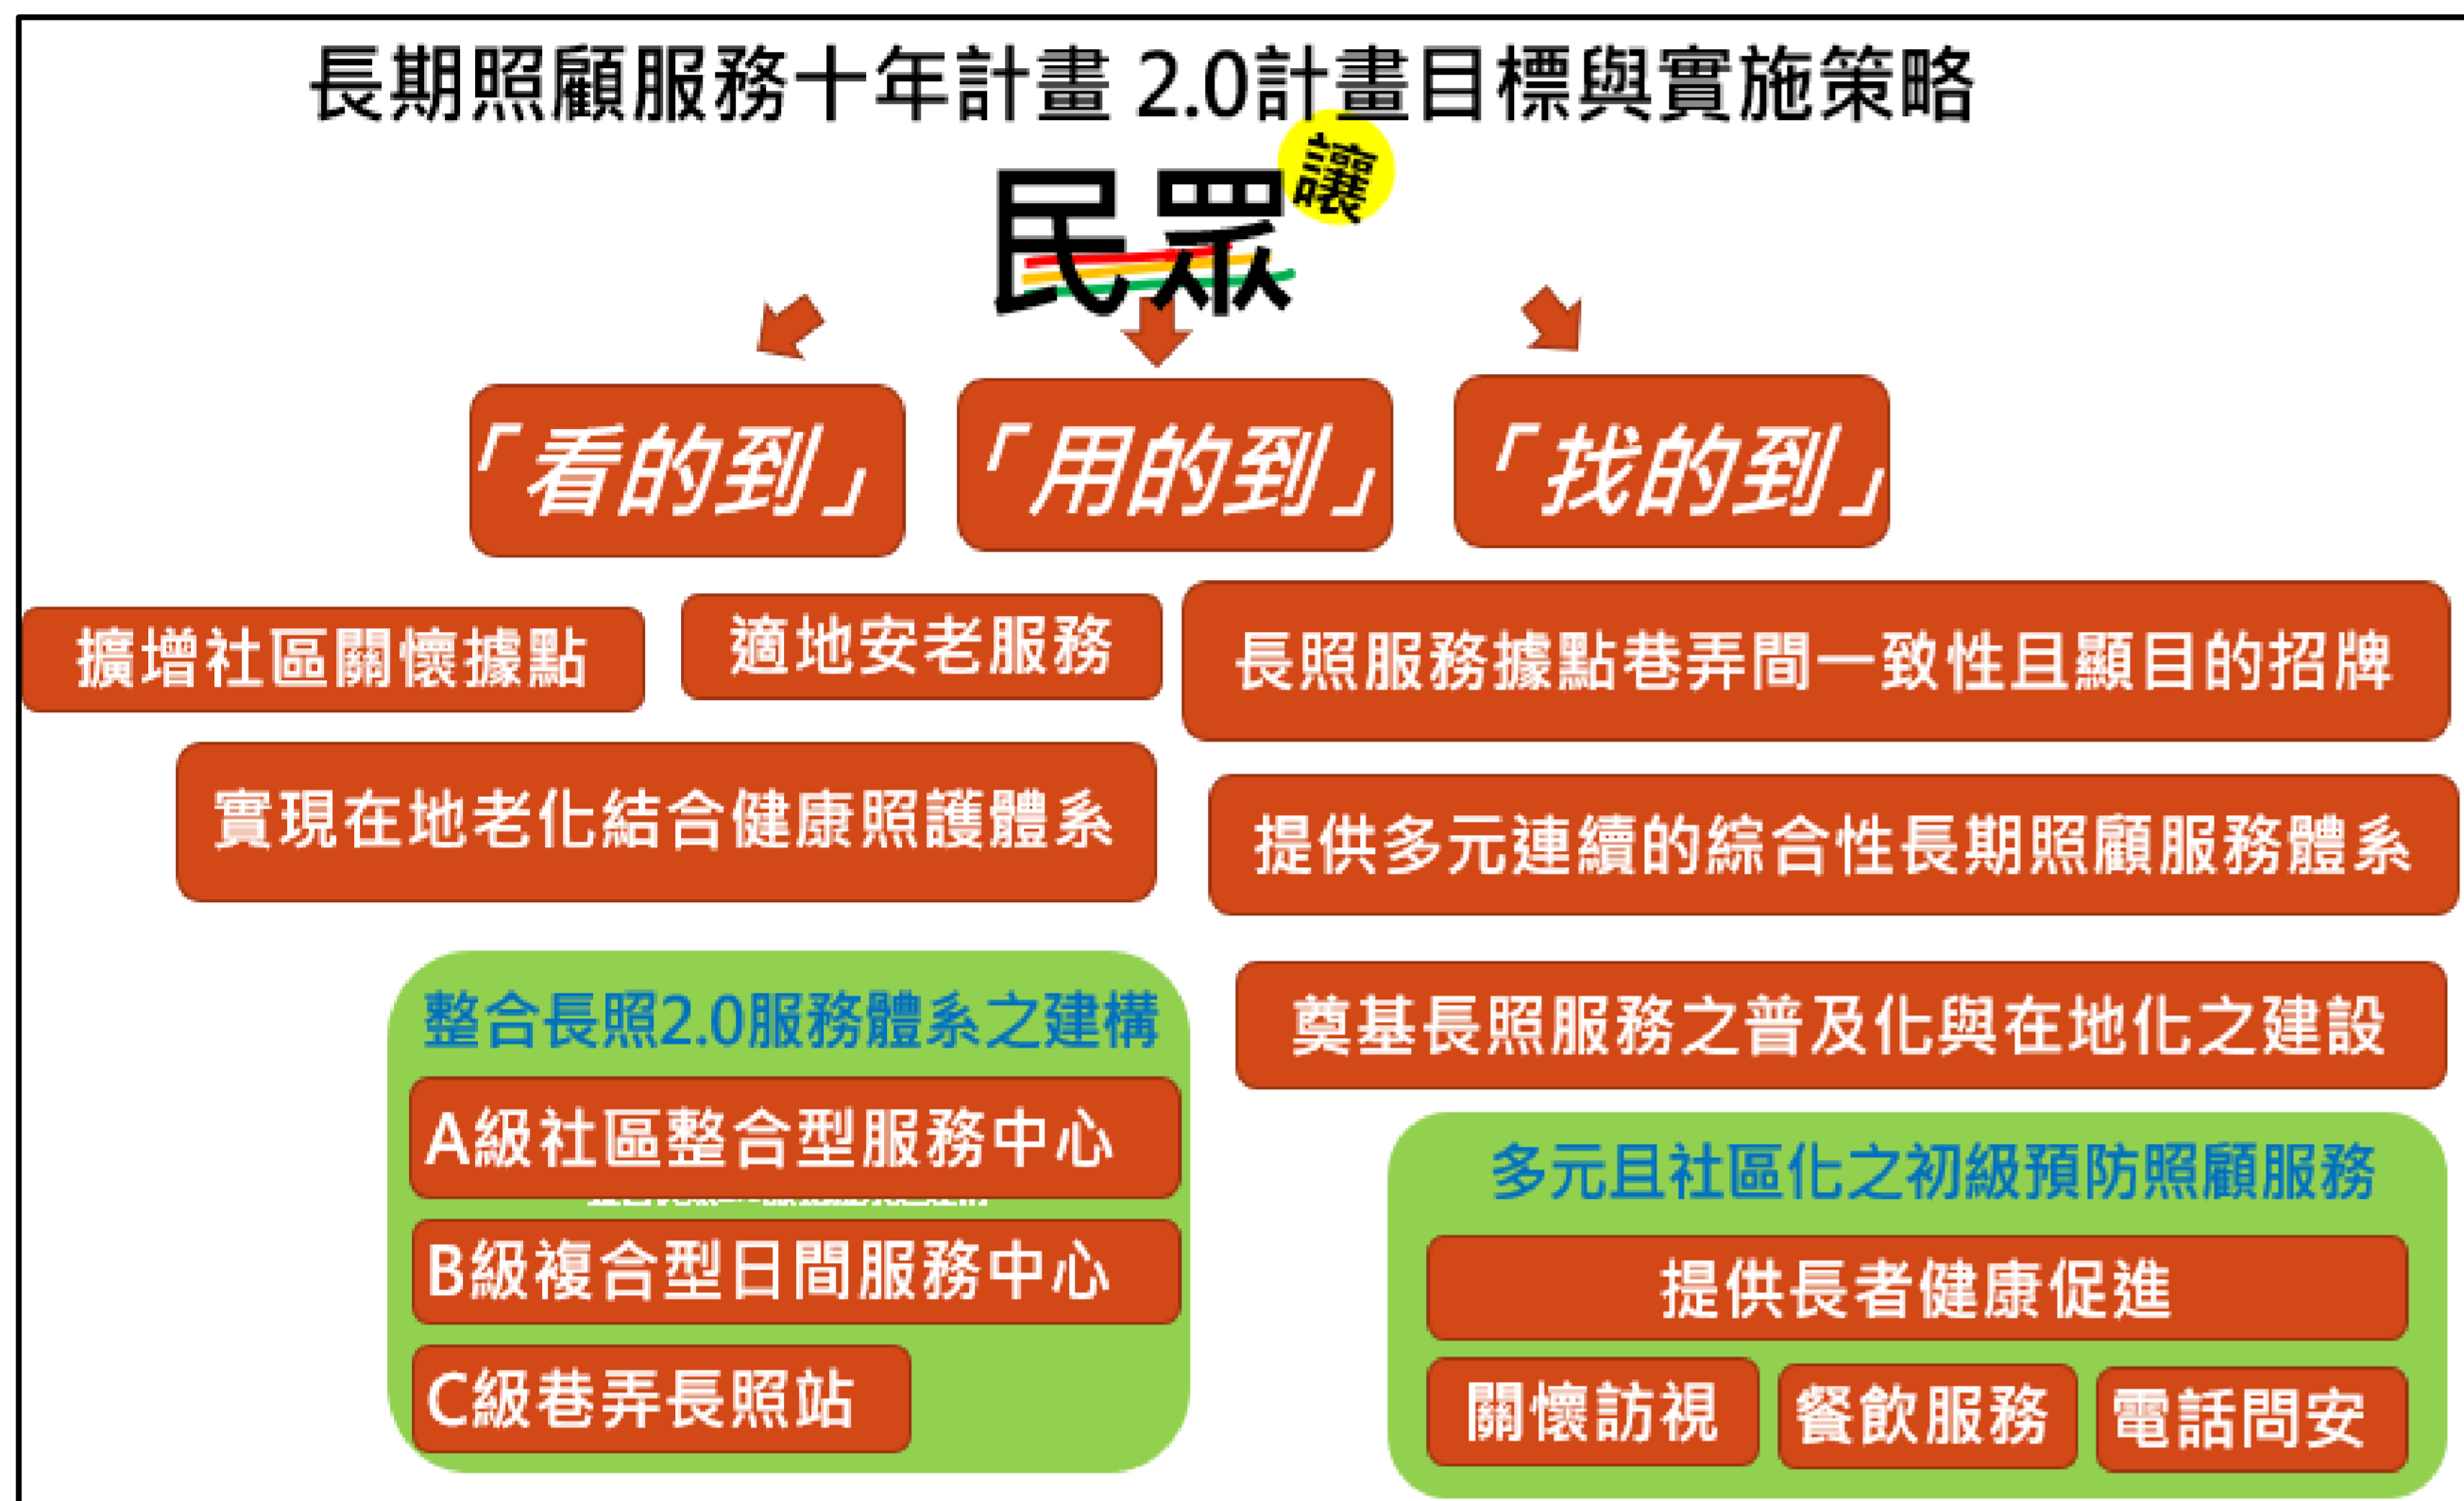 長期照顧服務十年計畫 2.0計畫目標與實施策略
讓
民眾
「看的到」
「用的到」
「找的到」
擴增社區關懷據點
適地安老服務
長照服務據點巷弄間一致性且顯目的招牌
實現在地老化結合健康照護體系
提供多元連續的綜合性長期照顧服務體系
奠基長照服務之普及化與在地化之建設
整合長照2.0服務體系之建構
A級社區整合型服務中心
B級複合型日間服務中心
C級巷弄長照站
多元且社區化之初級預防照顧服務
提供長者健康促進
關懷訪視
餐飲服務
電話問安